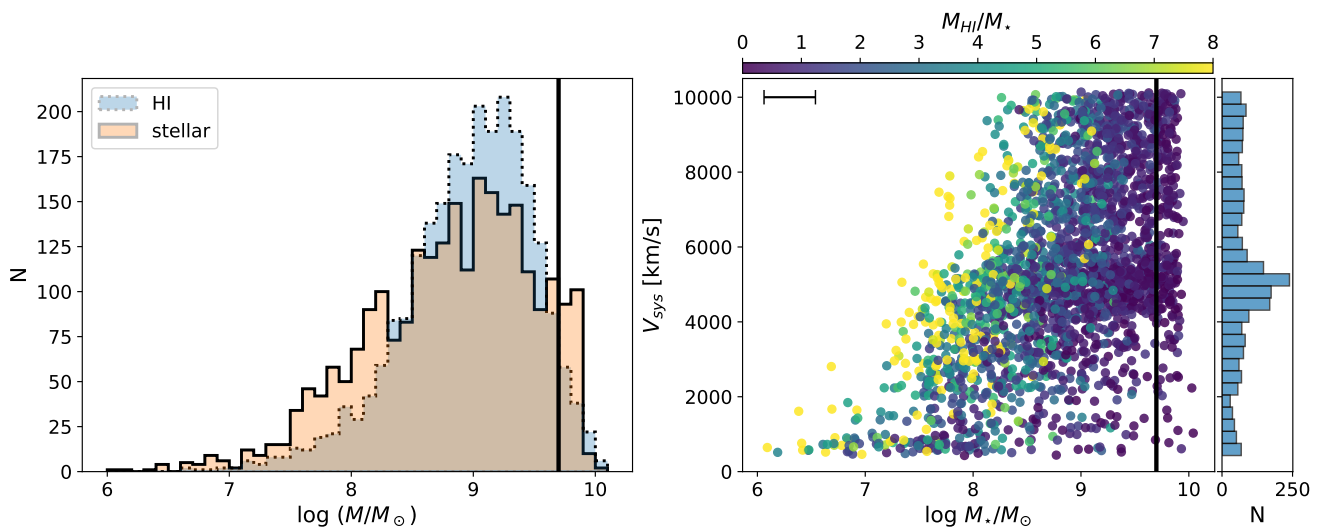 HI
stellar
N
200
175
150
125
100
75
50
25
0
6 7 8 9 10
log (M/M⊙)
M_HI/M⋆
0 1 2 3 4 5 6 7 8
V_sys [km/s]
10000
8000
6000
4000
2000
0
6 7 8 9 10
log M⋆/M⊙
0 250
N